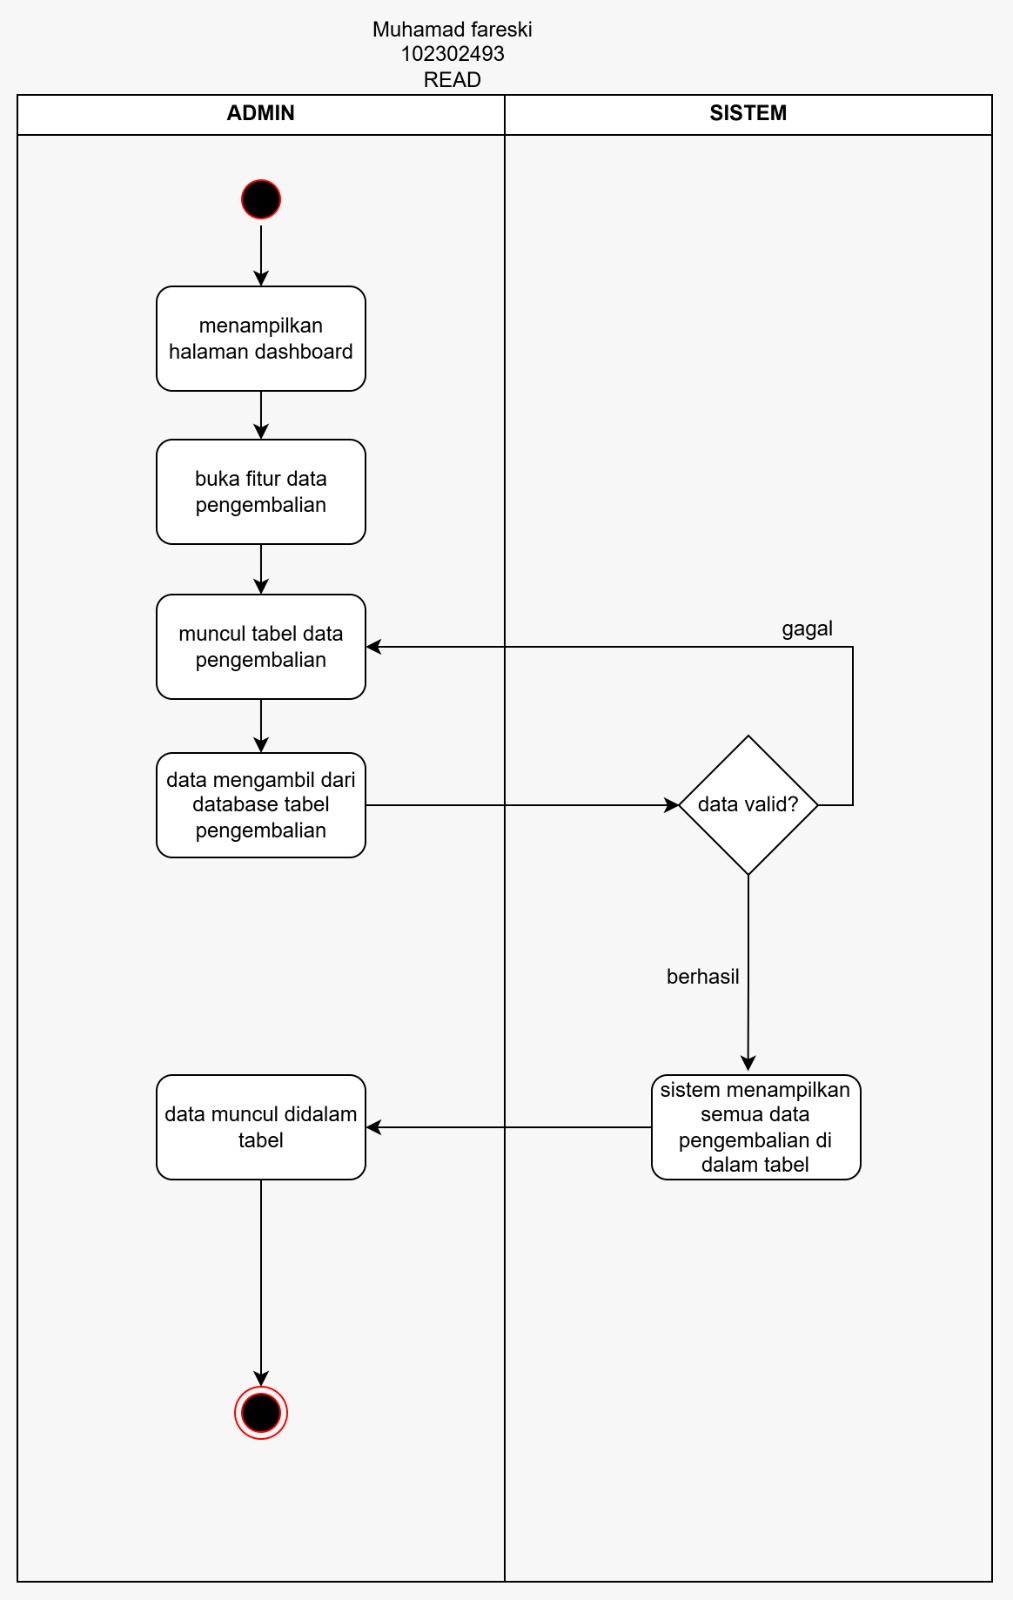 Muhamad fareski
102302493
READ
ADMIN
SISTEM
menampilkan
halaman dashboard
buka fitur data
pengembalian
muncul tabel data
pengembalian
gagal
data mengambil dari
database tabel
pengembalian
data valid?
berhasil
sistem menampilkan
semua data
pengembalian di
dalam tabel
data muncul didalam
tabel